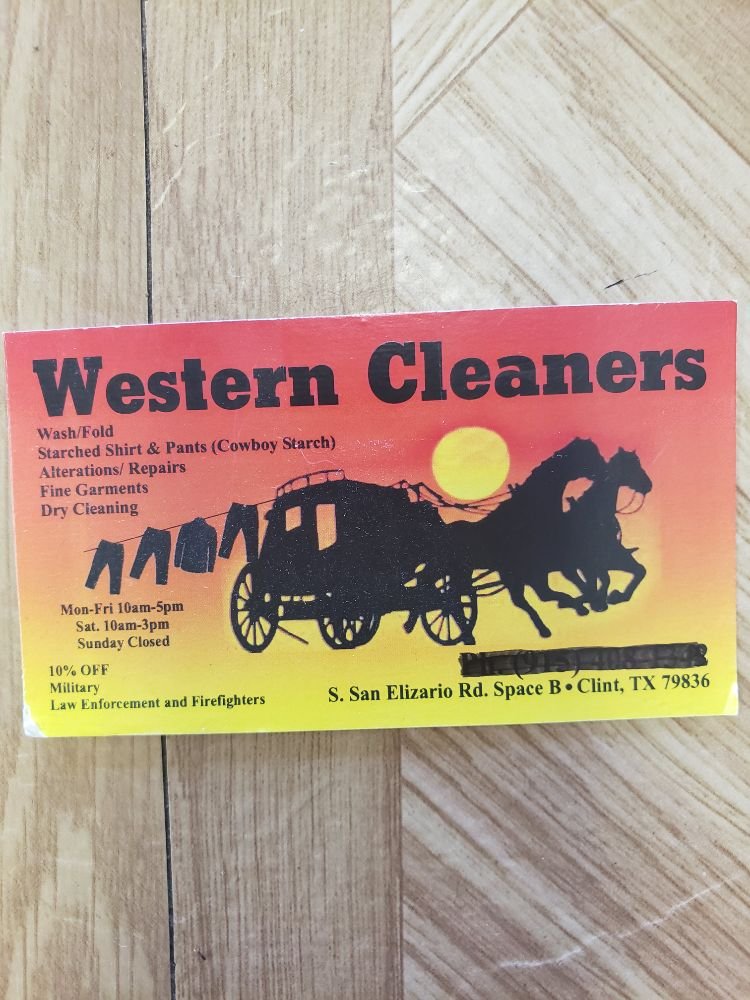 Western Cleaners
Wash/Fold
Starched Shirt & Pants (Cowboy Starch)
Alterations/ Repairs
Fine Garments
Dry Cleaning
Mon-Fri 10am-5pm
Sat. 10am-3pm
Sunday Closed
10% OFF
Military
Law Enforcement and Firefighters
S. San Elizario Rd. Space B • Clint, TX 79836